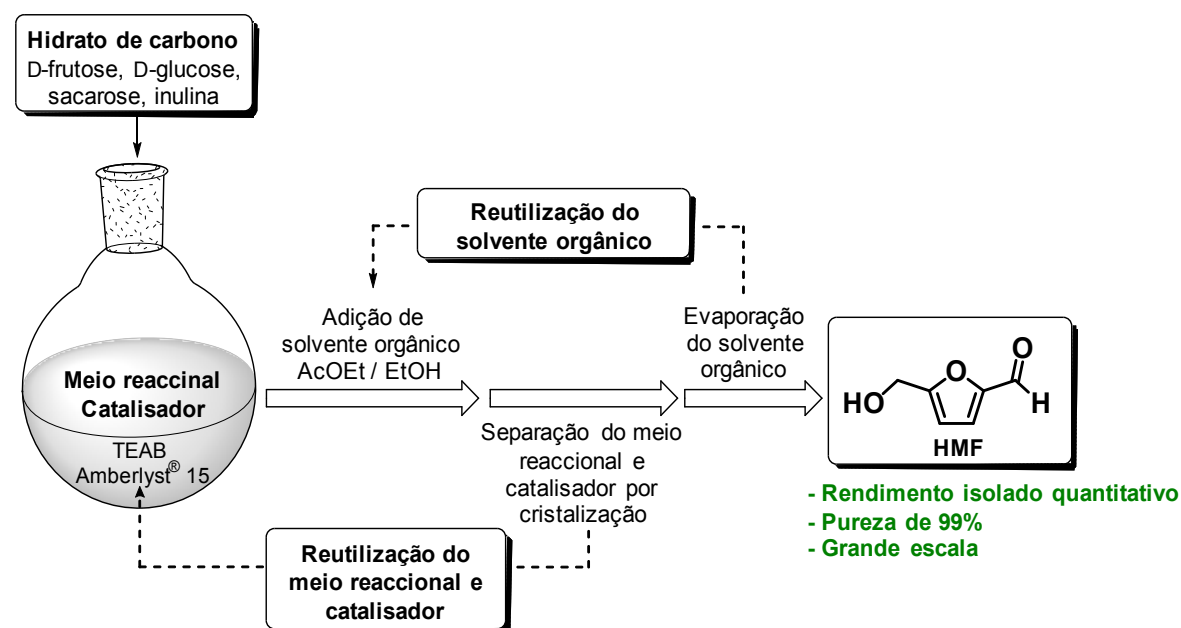 Hidrato de carbono
D-frutose, D-glucose,
sacarose, inulina
Reutilização do
solvente orgânico
Adição de
solvente orgânico
AcOEt / EtOH
Evaporação
do solvente
orgânico
Meio reaccinal
Catalisador
TEAB
Amberlyst® 15
Separação do meio
reaccional e
catalisador por
cristalização
Reutilização do
meio reaccional e
catalisador
O
O
HO
H
HMF
- Rendimento isolado quantitativo
- Pureza de 99%
- Grande escala